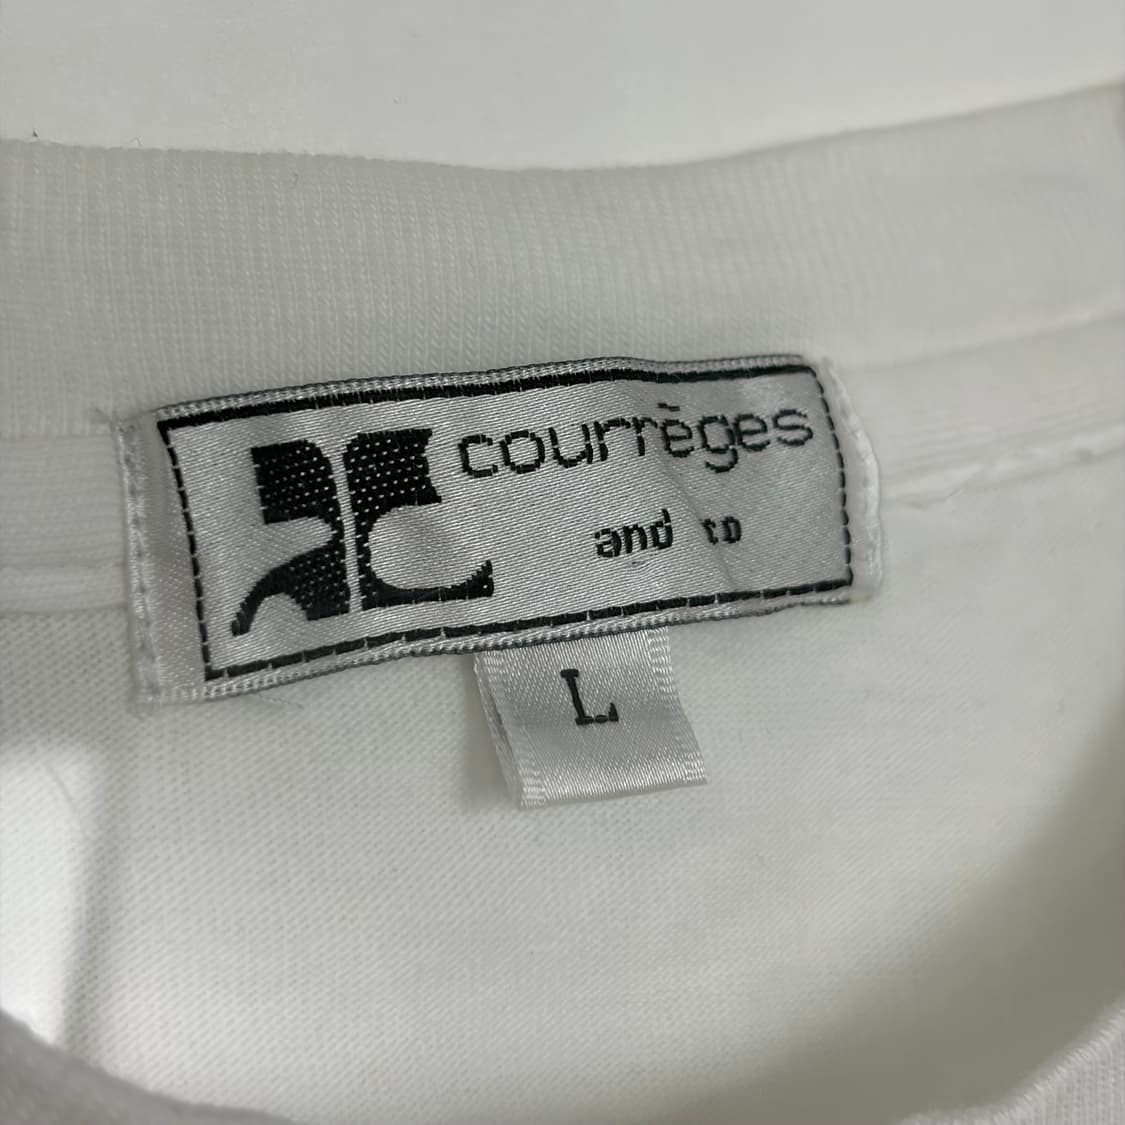 courrèges
and co
L